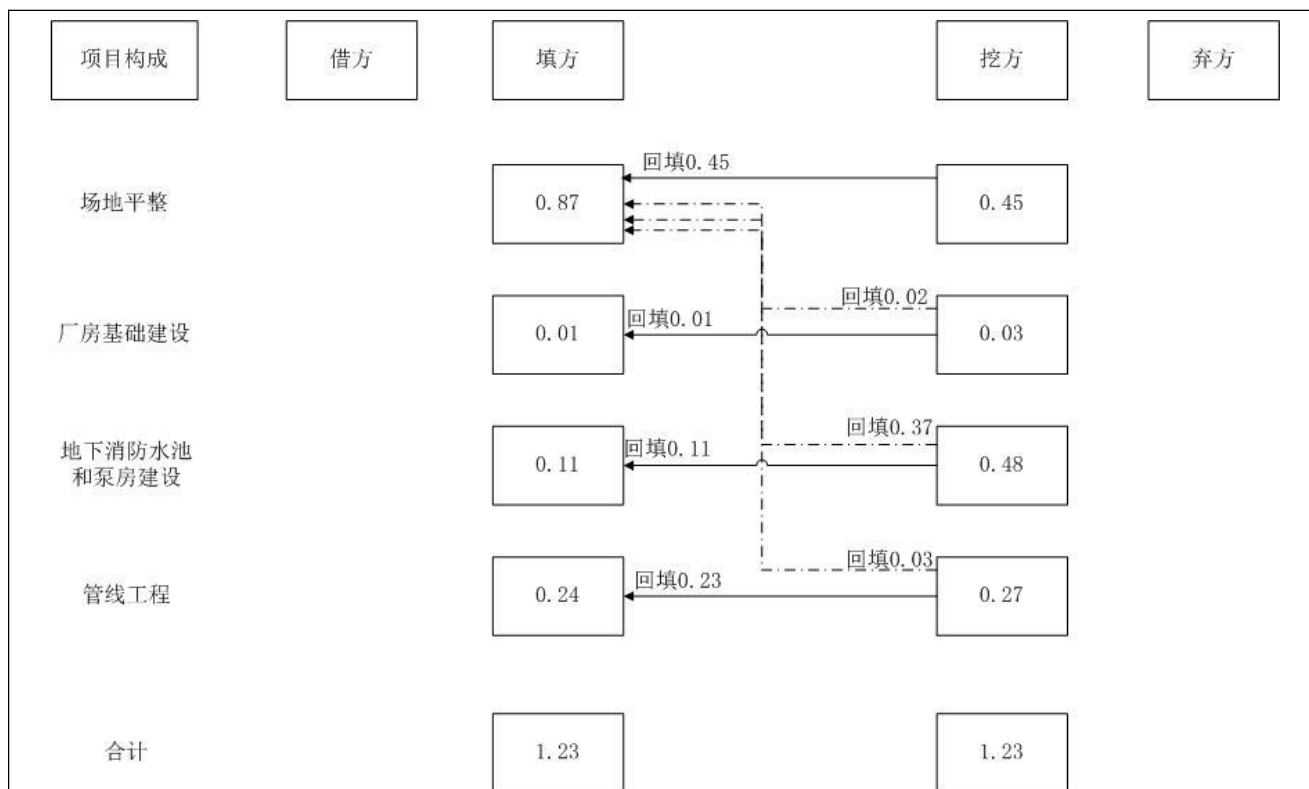 项目构成
借方
填方
挖方
弃方
回填0.45
场地平整
0.87
0.45
回填0.02
回填0.01
厂房基础建设
0.01
0.03
回填0.37
地下消防水池
和泵房建设
回填0.11
0.11
0.48
回填0.03
回填0.23
管线工程
0.24
0.27
合计
1.23
1.23